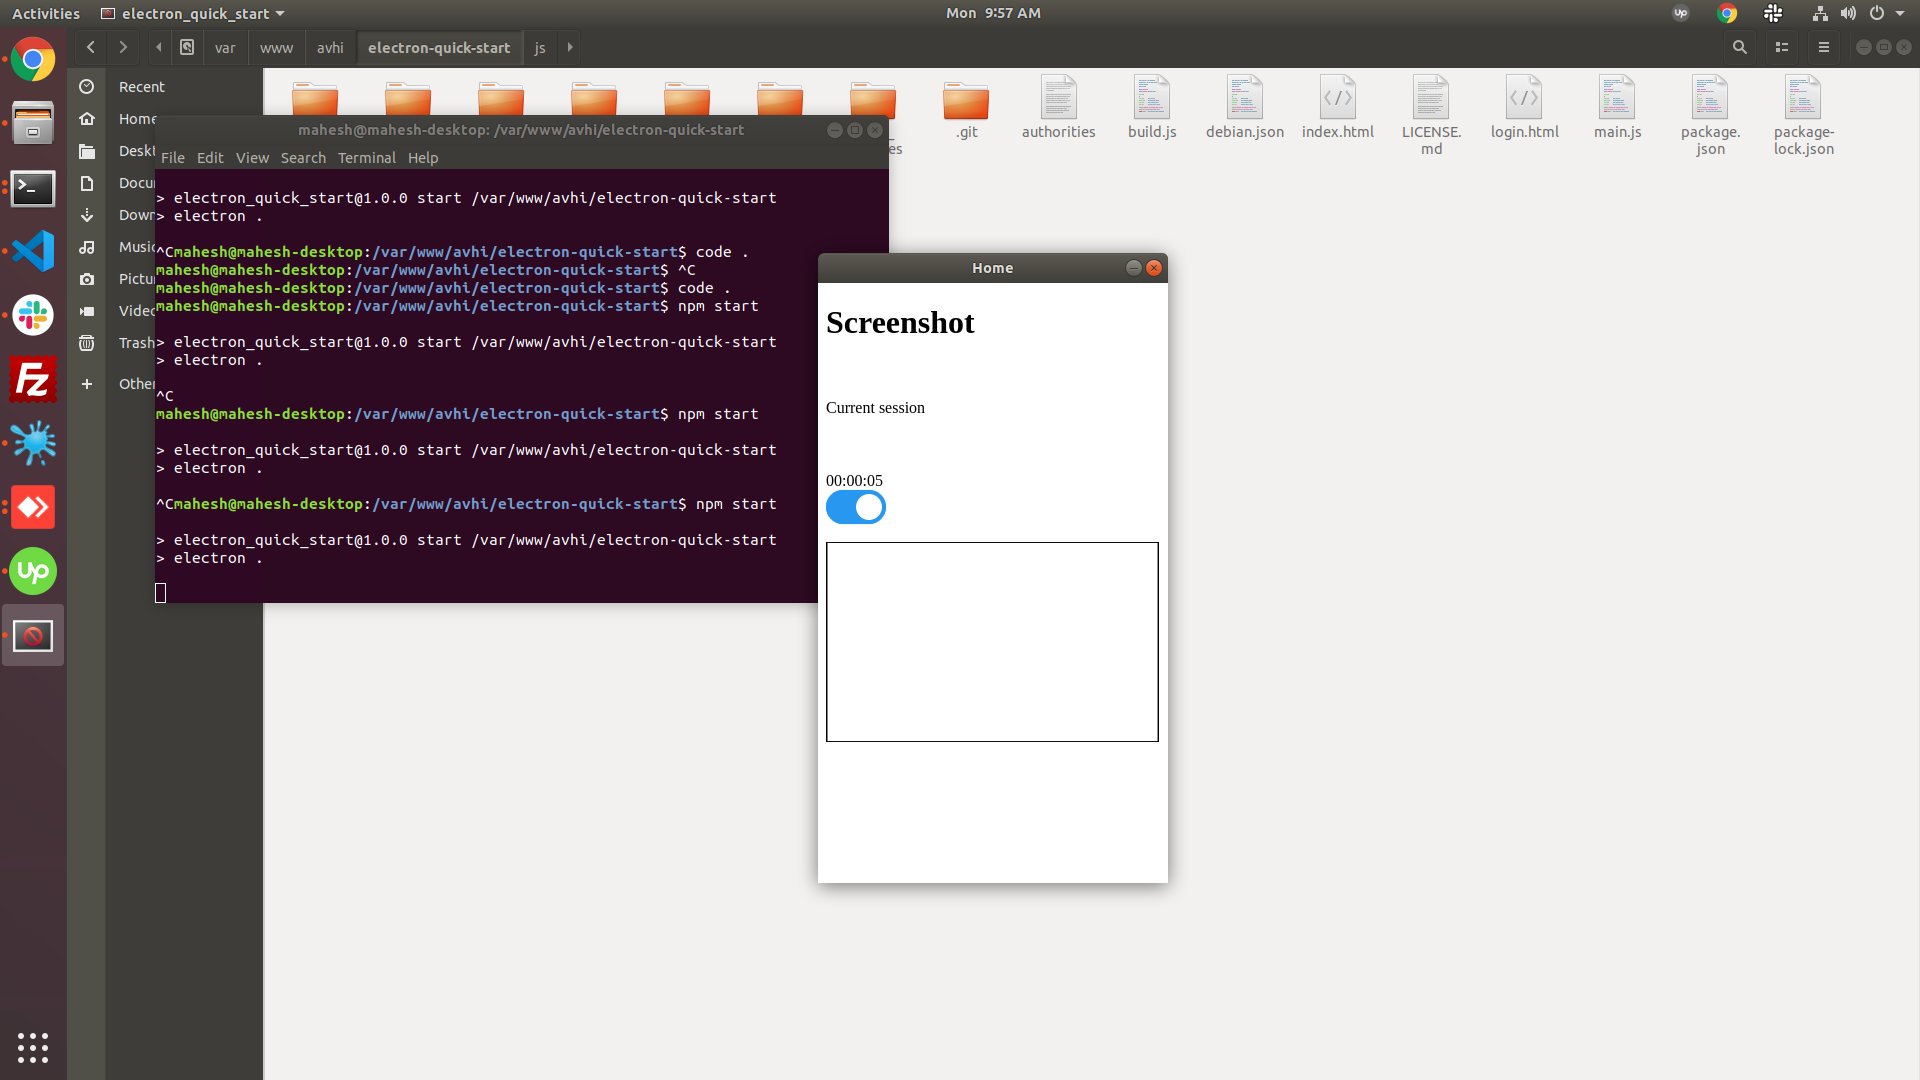 Activities
electron_quick_start
Mon 9:57 AM
up
var
www
avhi
electron-quick-start
js
Recent
Home
Deskt
Docu
Down
Music
Pictu
Video
Trash
Other
es
.git
authorities
build.js
debian.json
index.html
LICENSE.
md
login.html
main.js
package.
json
package-
lock.json
mahesh@mahesh-desktop: /var/www/avhi/electron-quick-start
File Edit View Search Terminal Help
> electron_quick_start@1.0.0 start /var/www/avhi/electron-quick-start
> electron .
^Cmahesh@mahesh-desktop:/var/www/avhi/electron-quick-start$ code .
mahesh@mahesh-desktop:/var/www/avhi/electron-quick-start$ ^C
mahesh@mahesh-desktop:/var/www/avhi/electron-quick-start$ code .
mahesh@mahesh-desktop:/var/www/avhi/electron-quick-start$ npm start
> electron_quick_start@1.0.0 start /var/www/avhi/electron-quick-start
> electron .
^C
mahesh@mahesh-desktop:/var/www/avhi/electron-quick-start$ npm start
> electron_quick_start@1.0.0 start /var/www/avhi/electron-quick-start
> electron .
^Cmahesh@mahesh-desktop:/var/www/avhi/electron-quick-start$ npm start
> electron_quick_start@1.0.0 start /var/www/avhi/electron-quick-start
> electron .
Home
Screenshot
Current session
00:00:05
Fz
up